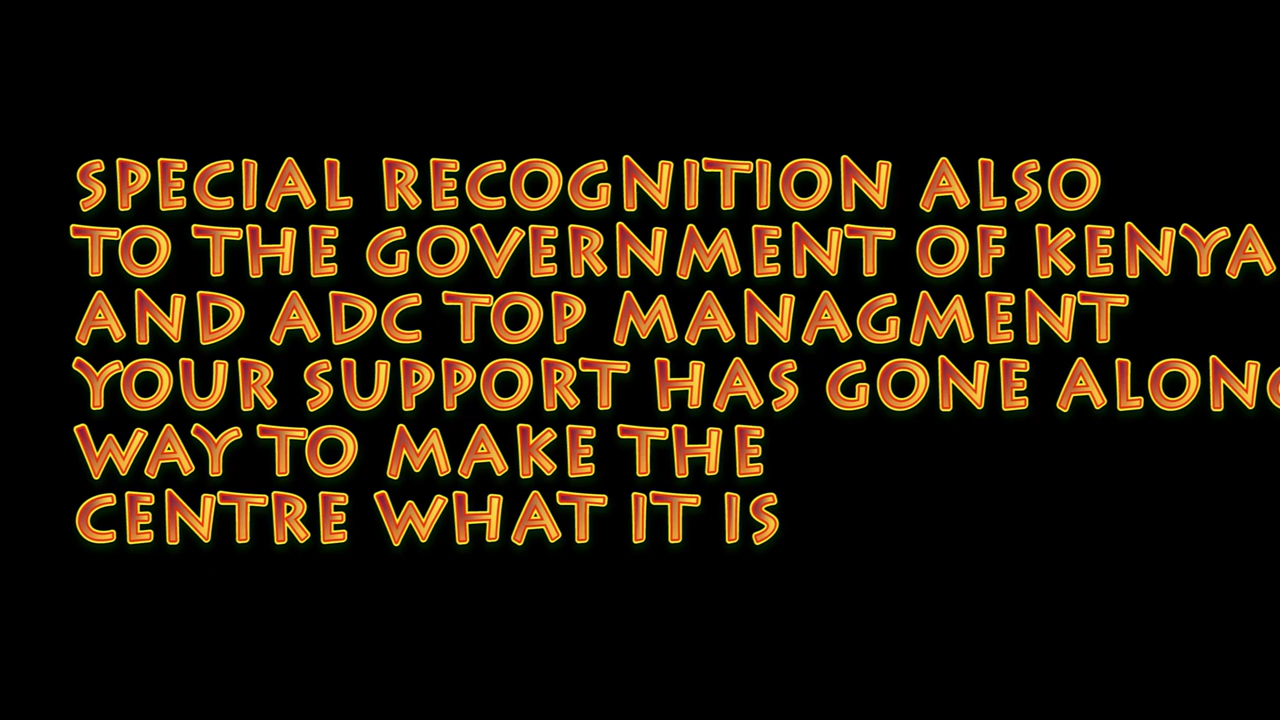 SPECIAL RECOGNITION ALSO
TO THE GOVERNMENT OF KENYA
AND ADC TOP MANAGMENT
YOUR SUPPORT HAS GONE ALONG
WAY TO MAKE THE
CENTRE WHAT IT IS